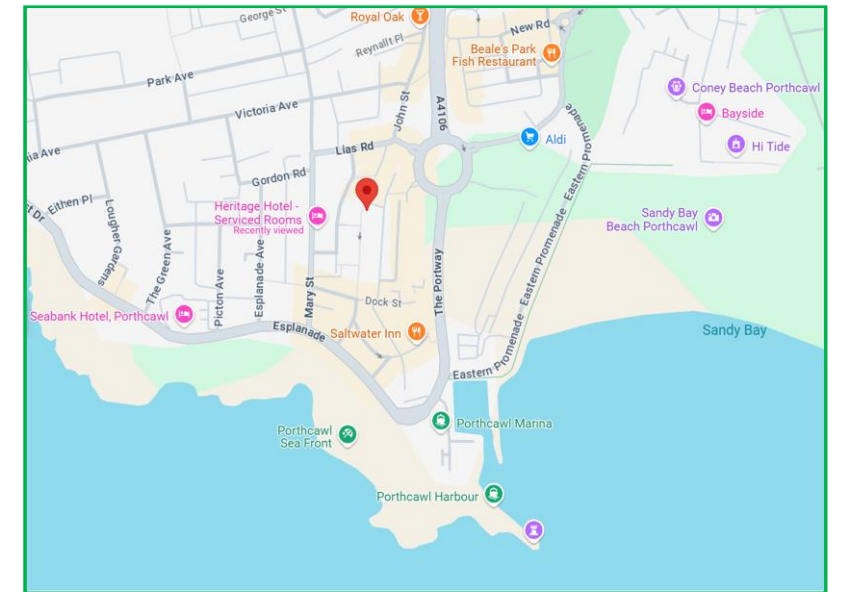 George St
Royal Oak
New Rd
Reynallt Pl
Beale's Park
Fish Restaurant
Park Ave
A4106
Coney Beach Porthcawl
Victoria Ave
John St
Bayside
Aldi
Hi Tide
ia Ave
Lias Rd
Gordon Rd
Eithen Pl
Heritage Hotel -
Serviced Rooms
Recently viewed
Lougher Gardens
Eastern Promenade
Eastern Promenade
Sandy Bay
Beach Porthcawl
The Green Ave
Picton Ave
Esplanade Ave
Mary St
The Portway
Dock St
Seabank Hotel, Porthcawl
Esplanade
Saltwater Inn
Sandy Bay
Eastern Promenade
Porthcawl
Sea Front
Porthcawl Marina
Porthcawl Harbour